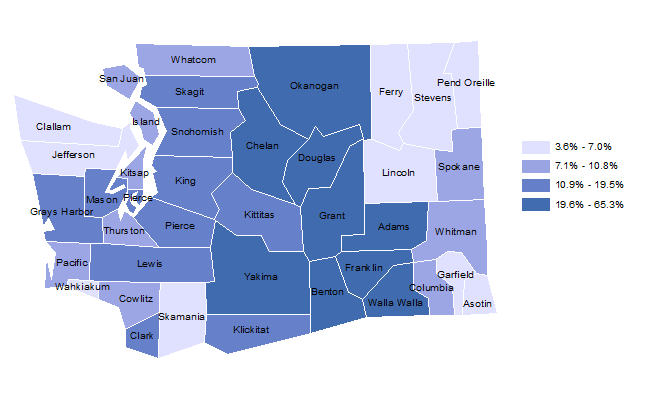 Whatcom
San Juan
Pend Oreille
Okanogan
Skagit
Ferry
Stevens
Island
Clallam
Snohomish
Chelan
3.6% - 7.0%
Jefferson
Douglas
7.1% - 10.8%
Kitsap
King
Lincoln
Spokane
10.9% - 19.5%
Mason
Pierce
19.6% - 65.3%
Grays Harbor
Kittitas
Grant
Pierce
Adams
Thurston
Whitman
Pacific
Lewis
Franklin
Yakima
Garfield
Wahkiakum
Columbia
Benton
Cowlitz
Walla Walla
Asotin
Skamania
Clark
Klickitat